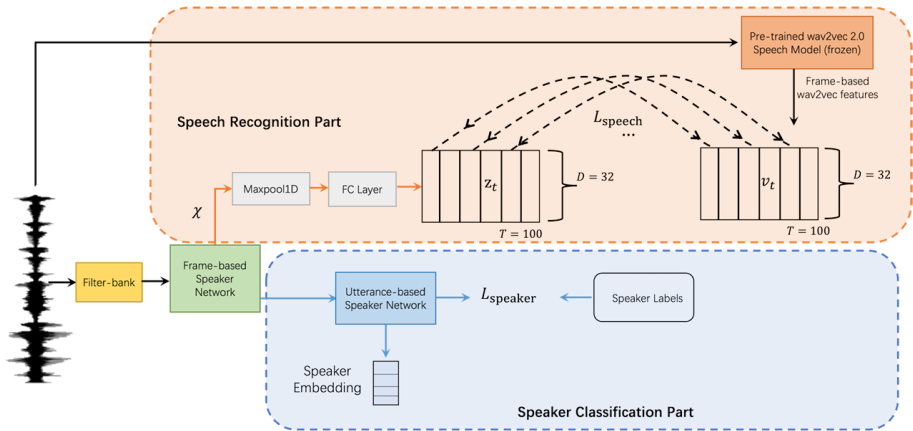 Pre-trained wav2vec 2.0
Speech Model (frozen)
Frame-based
wav2vec features
Speech Recognition Part
L_speech
...
z_t
D = 32
v_t
D = 32
Maxpool1D
FC Layer
χ
T = 100
T = 100
Filter-bank
Frame-based
Speaker
Network
Utterance-based
Speaker Network
L_speaker
Speaker Labels
Speaker
Embedding
Speaker Classification Part